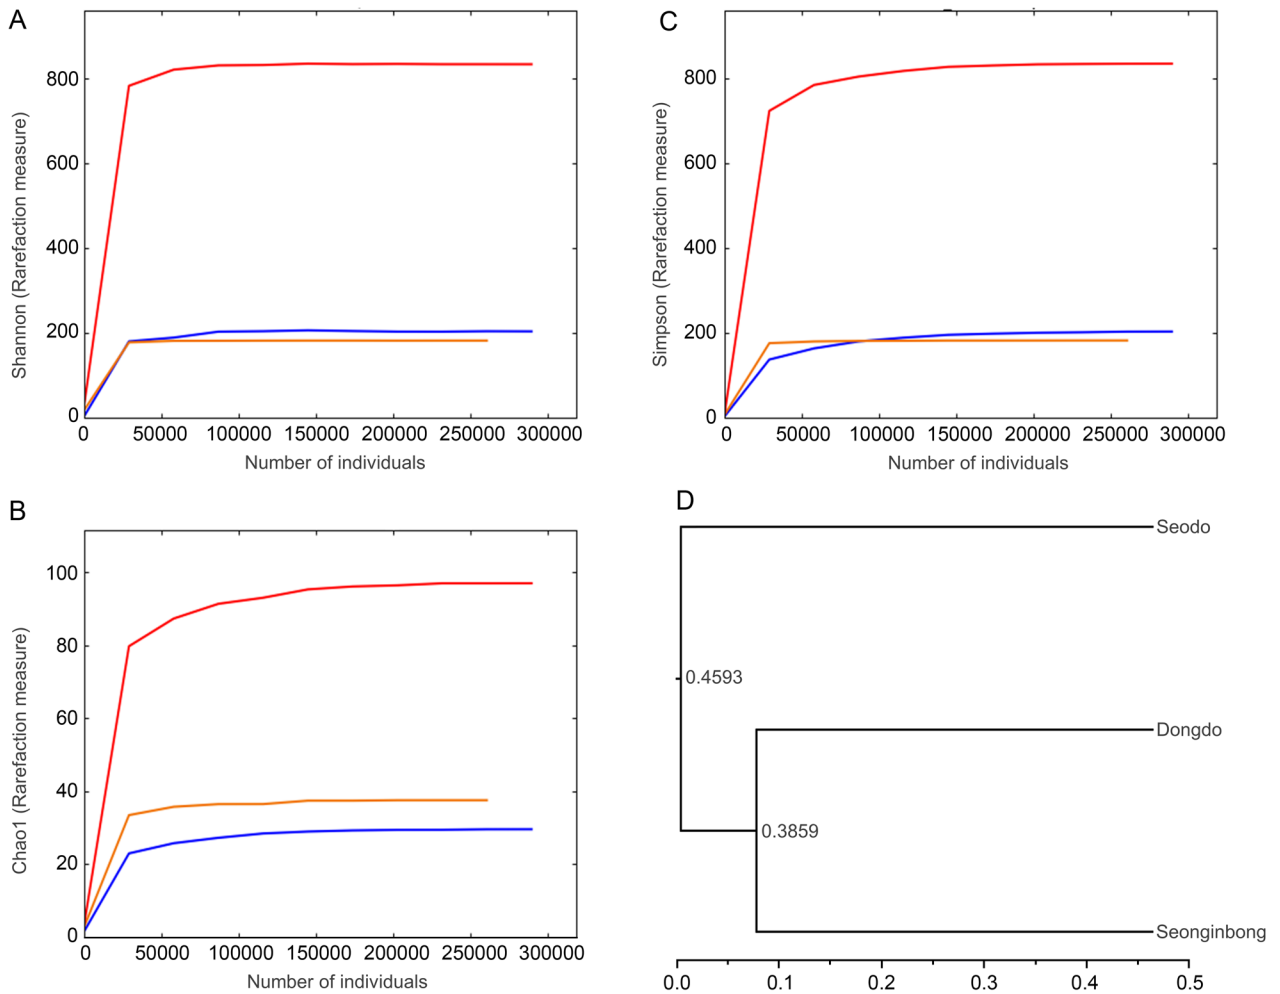 A
Shannon (Rarefaction measure)
800
600
400
200
0
0 50000 100000 150000 200000 250000 300000
Number of individuals
C
Simpson (Rarefaction measure)
800
600
400
200
0
0 50000 100000 150000 200000 250000 300000
Number of individuals
B
Chao1 (Rarefaction measure)
100
80
60
40
20
0
0 50000 100000 150000 200000 250000 300000
Number of individuals
D
Seodo
0.4593
Dongdo
0.3859
Seonginbong
0.0 0.1 0.2 0.3 0.4 0.5